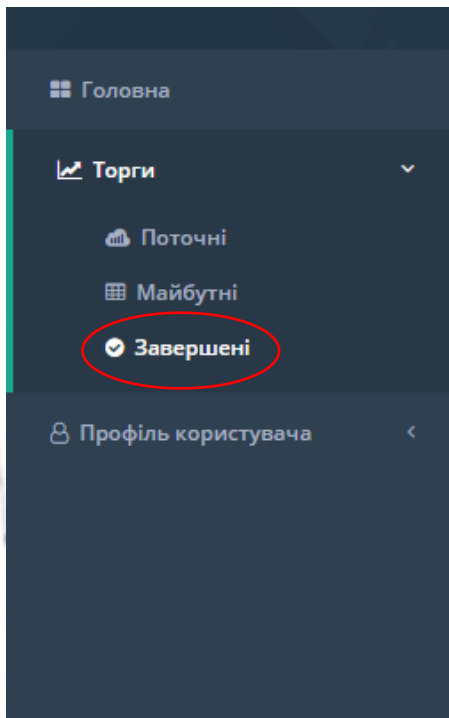 Головна
Торги
Поточні
Майбутні
Завершені
Профіль користувача